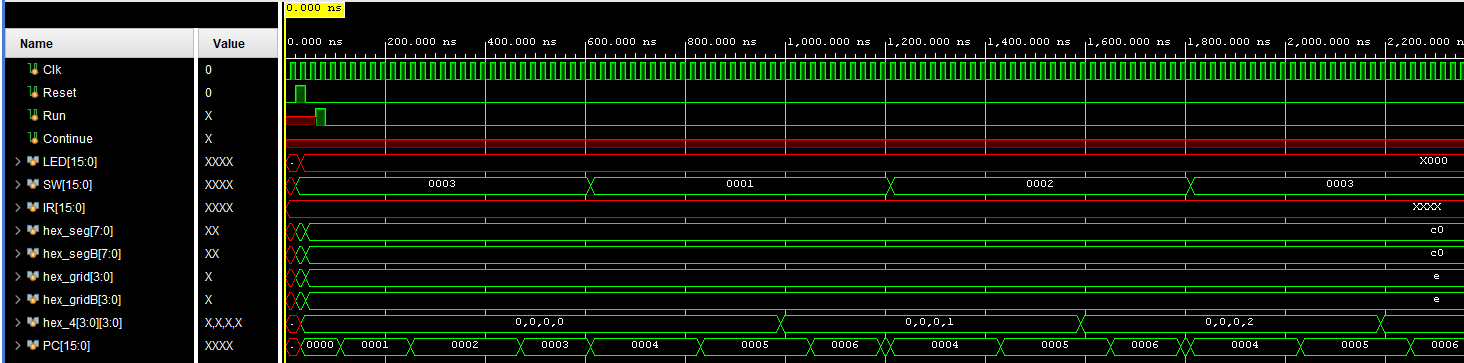 0.000 ns
Name Value
0.000 ns 200.000 ns 400.000 ns 600.000 ns 800.000 ns 1,000.000 ns 1,200.000 ns 1,400.000 ns 1,600.000 ns 1,800.000 ns 2,000.000 ns 2,200.000 ns
Clk 0
Reset 0
Run X
Continue X
LED[15:0] XXXX X000
SW[15:0] XXXX 0003 0001 0002 0003
IR[15:0] XXXX XXXX
hex_seg[7:0] XX c0
hex_segB[7:0] XX c0
hex_grid[3:0] X e
hex_gridB[3:0] X e
hex_4[3:0][3:0] X,X,X,X 0,0,0,0 0,0,0,1 0,0,0,2
PC[15:0] XXXX 0000 0001 0002 0003 0004 0005 0006 0004 0005 0006 0004 0005 0006